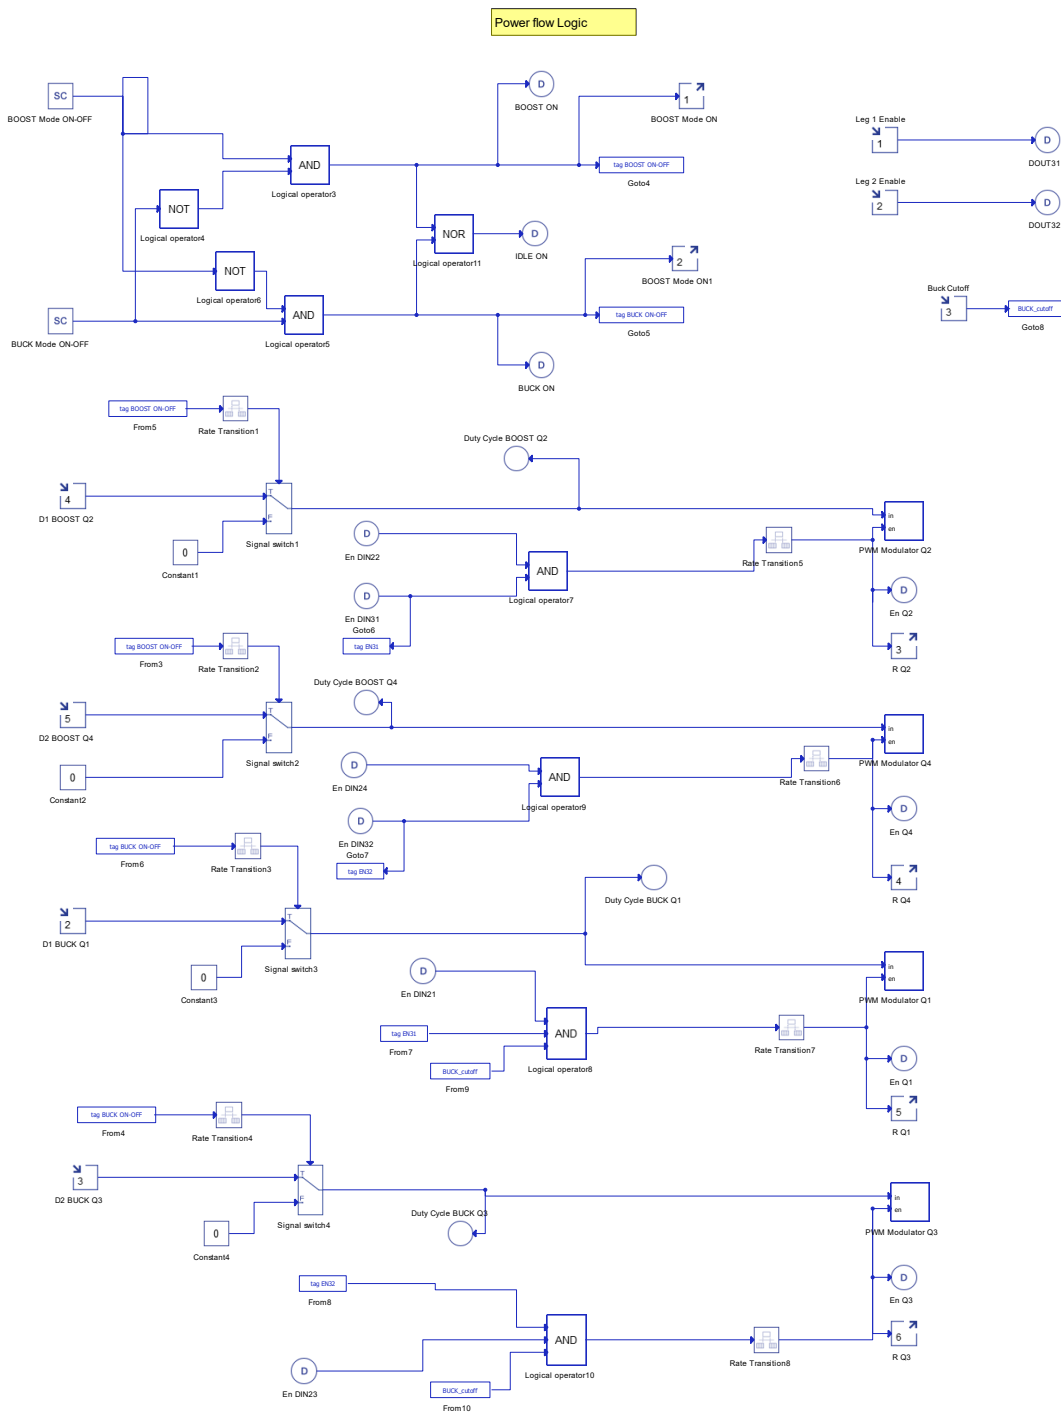 Power flow Logic
SC
BOOST Mode ON-OFF
D
BOOST ON
1
BOOST Mode ON
Leg 1 Enable
1
D
DOUT31
AND
Logical operator3
tag BOOST ON-OFF
Goto4
Leg 2 Enable
2
D
DOUT32
NOT
Logical operator4
NOR
Logical operator11
D
IDLE ON
2
BOOST Mode ON1
NOT
Logical operator6
Buck Cutoff
3
BUCK_cutoff
Goto8
SC
BUCK Mode ON-OFF
AND
Logical operator5
tag BUCK ON-OFF
Goto5
D
BUCK ON
tag BOOST ON-OFF
From5
Rate Transition1
Duty Cycle BOOST Q2
4
D1 BOOST Q2
T
F
Signal switch1
0
Constant1
in
en
PWM Modulator Q2
D
En DIN22
AND
Logical operator7
Rate Transition5
D
En DIN31
Goto6
tag EN31
D
En Q2
3
R Q2
tag BOOST ON-OFF
From3
Rate Transition2
Duty Cycle BOOST Q4
5
D2 BOOST Q4
T
F
Signal switch2
0
Constant2
in
en
PWM Modulator Q4
D
En DIN24
AND
Logical operator9
Rate Transition6
D
En DIN32
Goto7
tag EN32
D
En Q4
4
R Q4
tag BUCK ON-OFF
From6
Rate Transition3
Duty Cycle BUCK Q1
2
D1 BUCK Q1
T
F
Signal switch3
0
Constant3
in
en
PWM Modulator Q1
D
En DIN21
tag EN31
From7
AND
Logical operator8
Rate Transition7
BUCK_cutoff
From9
D
En Q1
5
R Q1
tag BUCK ON-OFF
From4
Rate Transition4
3
D2 BUCK Q3
T
F
Signal switch4
0
Constant4
Duty Cycle BUCK Q3
in
en
PWM Modulator Q3
tag EN32
From8
D
En Q3
AND
Logical operator10
Rate Transition8
6
R Q3
D
En DIN23
BUCK_cutoff
From10